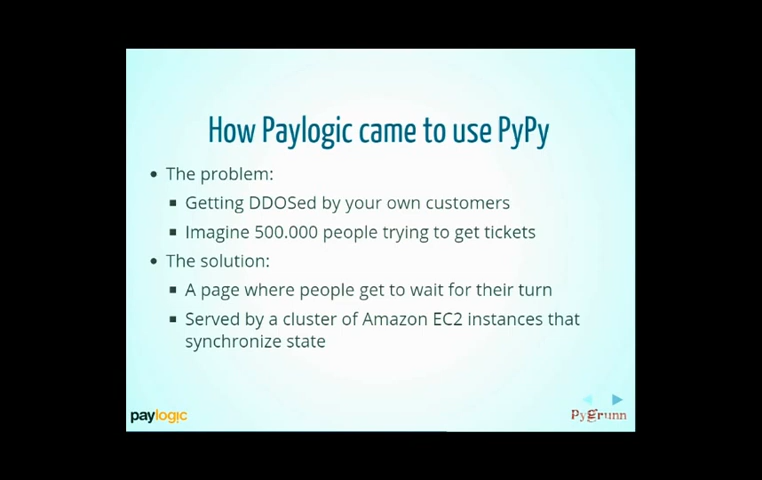 How Paylogic came to use PyPy
• The problem:
▪ Getting DDOSed by your own customers
▪ Imagine 500.000 people trying to get tickets
• The solution:
▪ A page where people get to wait for their turn
▪ Served by a cluster of Amazon EC2 instances that
synchronize state
paylogic
Pygrunn